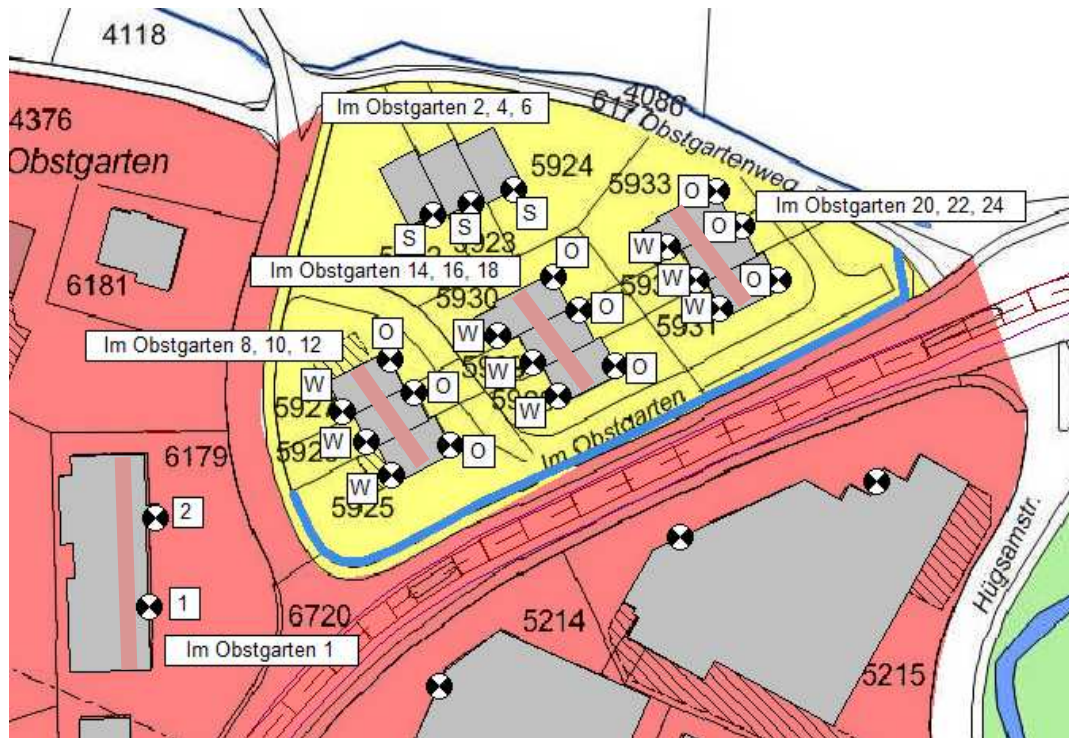 4118
4376
Obstgarten
Im Obstgarten 2, 4, 6
4086
617
Obstgartenweg
5924
5933
O
O
Im Obstgarten 20, 22, 24
S
S
S
5923
W
W
O
W
5931
6181
Im Obstgarten 14, 16, 18
O
5930
O
W
W
O
W
Im Obstgarten 8, 10, 12
O
W
O
W
O
W
5925
Im Obstgarten
6179
2
1
Im Obstgarten 1
6720
5214
5215
Hügsamstr.